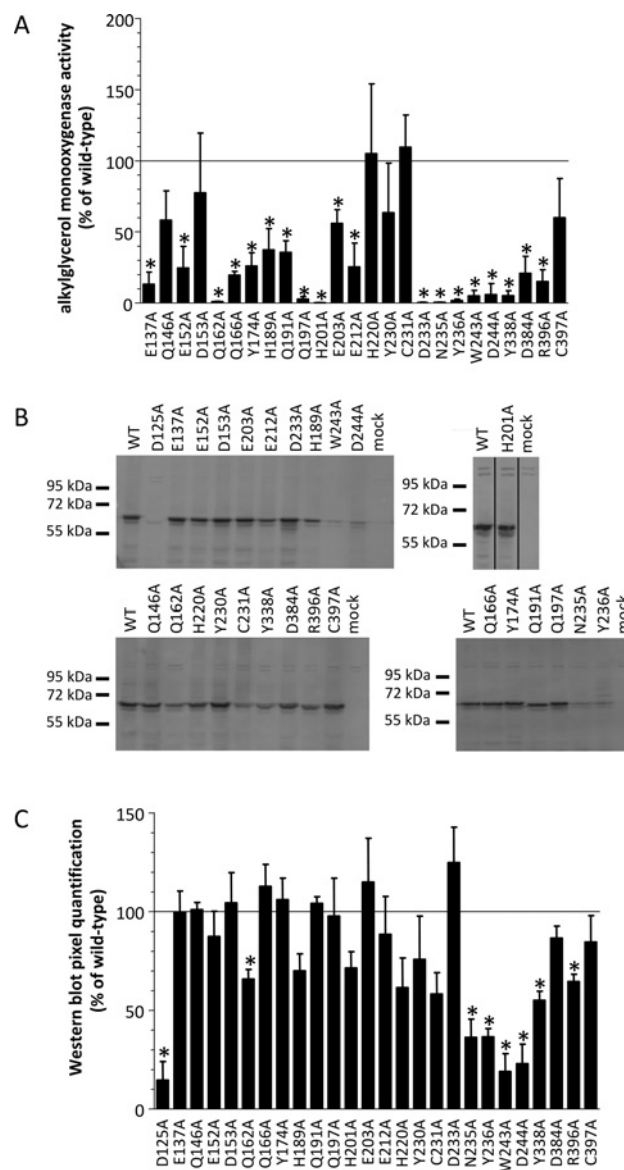 A
alkylglycerol monooxygenase activity
(% of wild-type)
200
150
100
50
0
E137A Q146A E152A D153A Q162A Q166A Y174A H189A Q191A Q197A H201A E203A E212A H220A Y230A C231A D233A N235A Y236A W243A D244A Y338A D384A R396A C397A
* * * * * * * * * * * * * * * * * * * *
B
WT D125A E137A E152A D153A E203A E212A D233A H189A W243A D244A mock
95 kDa
72 kDa
55 kDa
WT H201A mock
95 kDa
72 kDa
55 kDa
WT Q146A Q162A H220A Y230A C231A Y338A D384A R396A C397A mock
95 kDa
72 kDa
55 kDa
WT Q166A Y174A Q191A Q197A N235A Y236A mock
95 kDa
72 kDa
55 kDa
C
Western blot pixel quantification
(% of wild-type)
150
100
50
0
* * * * * * * *
D125A E137A Q146A E152A D153A Q162A Q166A Y174A H189A Q191A Q197A H201A E203A E212A H220A Y230A C231A D233A N235A Y236A W243A D244A Y338A D384A R396A C397A